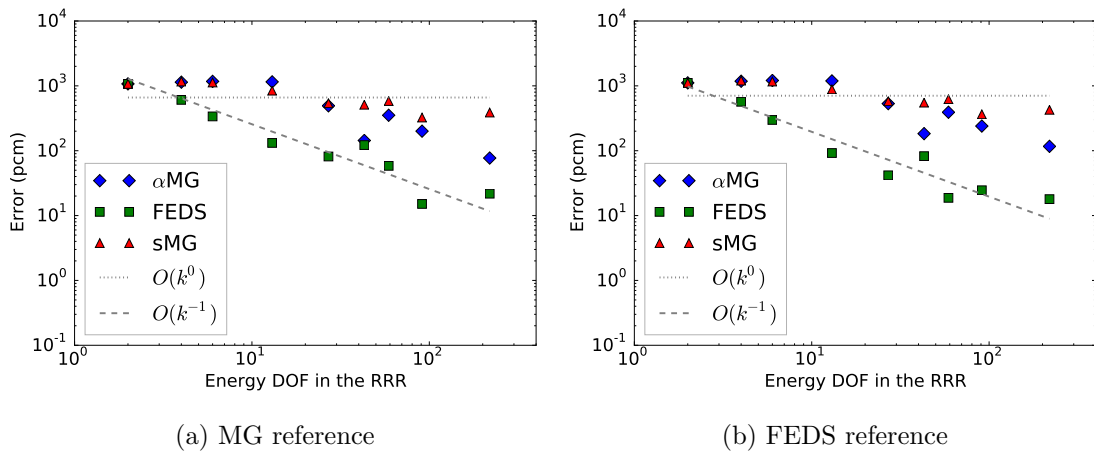 10^4
10^3
10^2
10^1
10^0
10^-1
Error (pcm)
αMG
FEDS
sMG
O(k^0)
O(k^-1)
10^0
10^1
10^2
Energy DOF in the RRR
(a) MG reference
10^4
10^3
10^2
10^1
10^0
10^-1
Error (pcm)
αMG
FEDS
sMG
O(k^0)
O(k^-1)
10^0
10^1
10^2
Energy DOF in the RRR
(b) FEDS reference